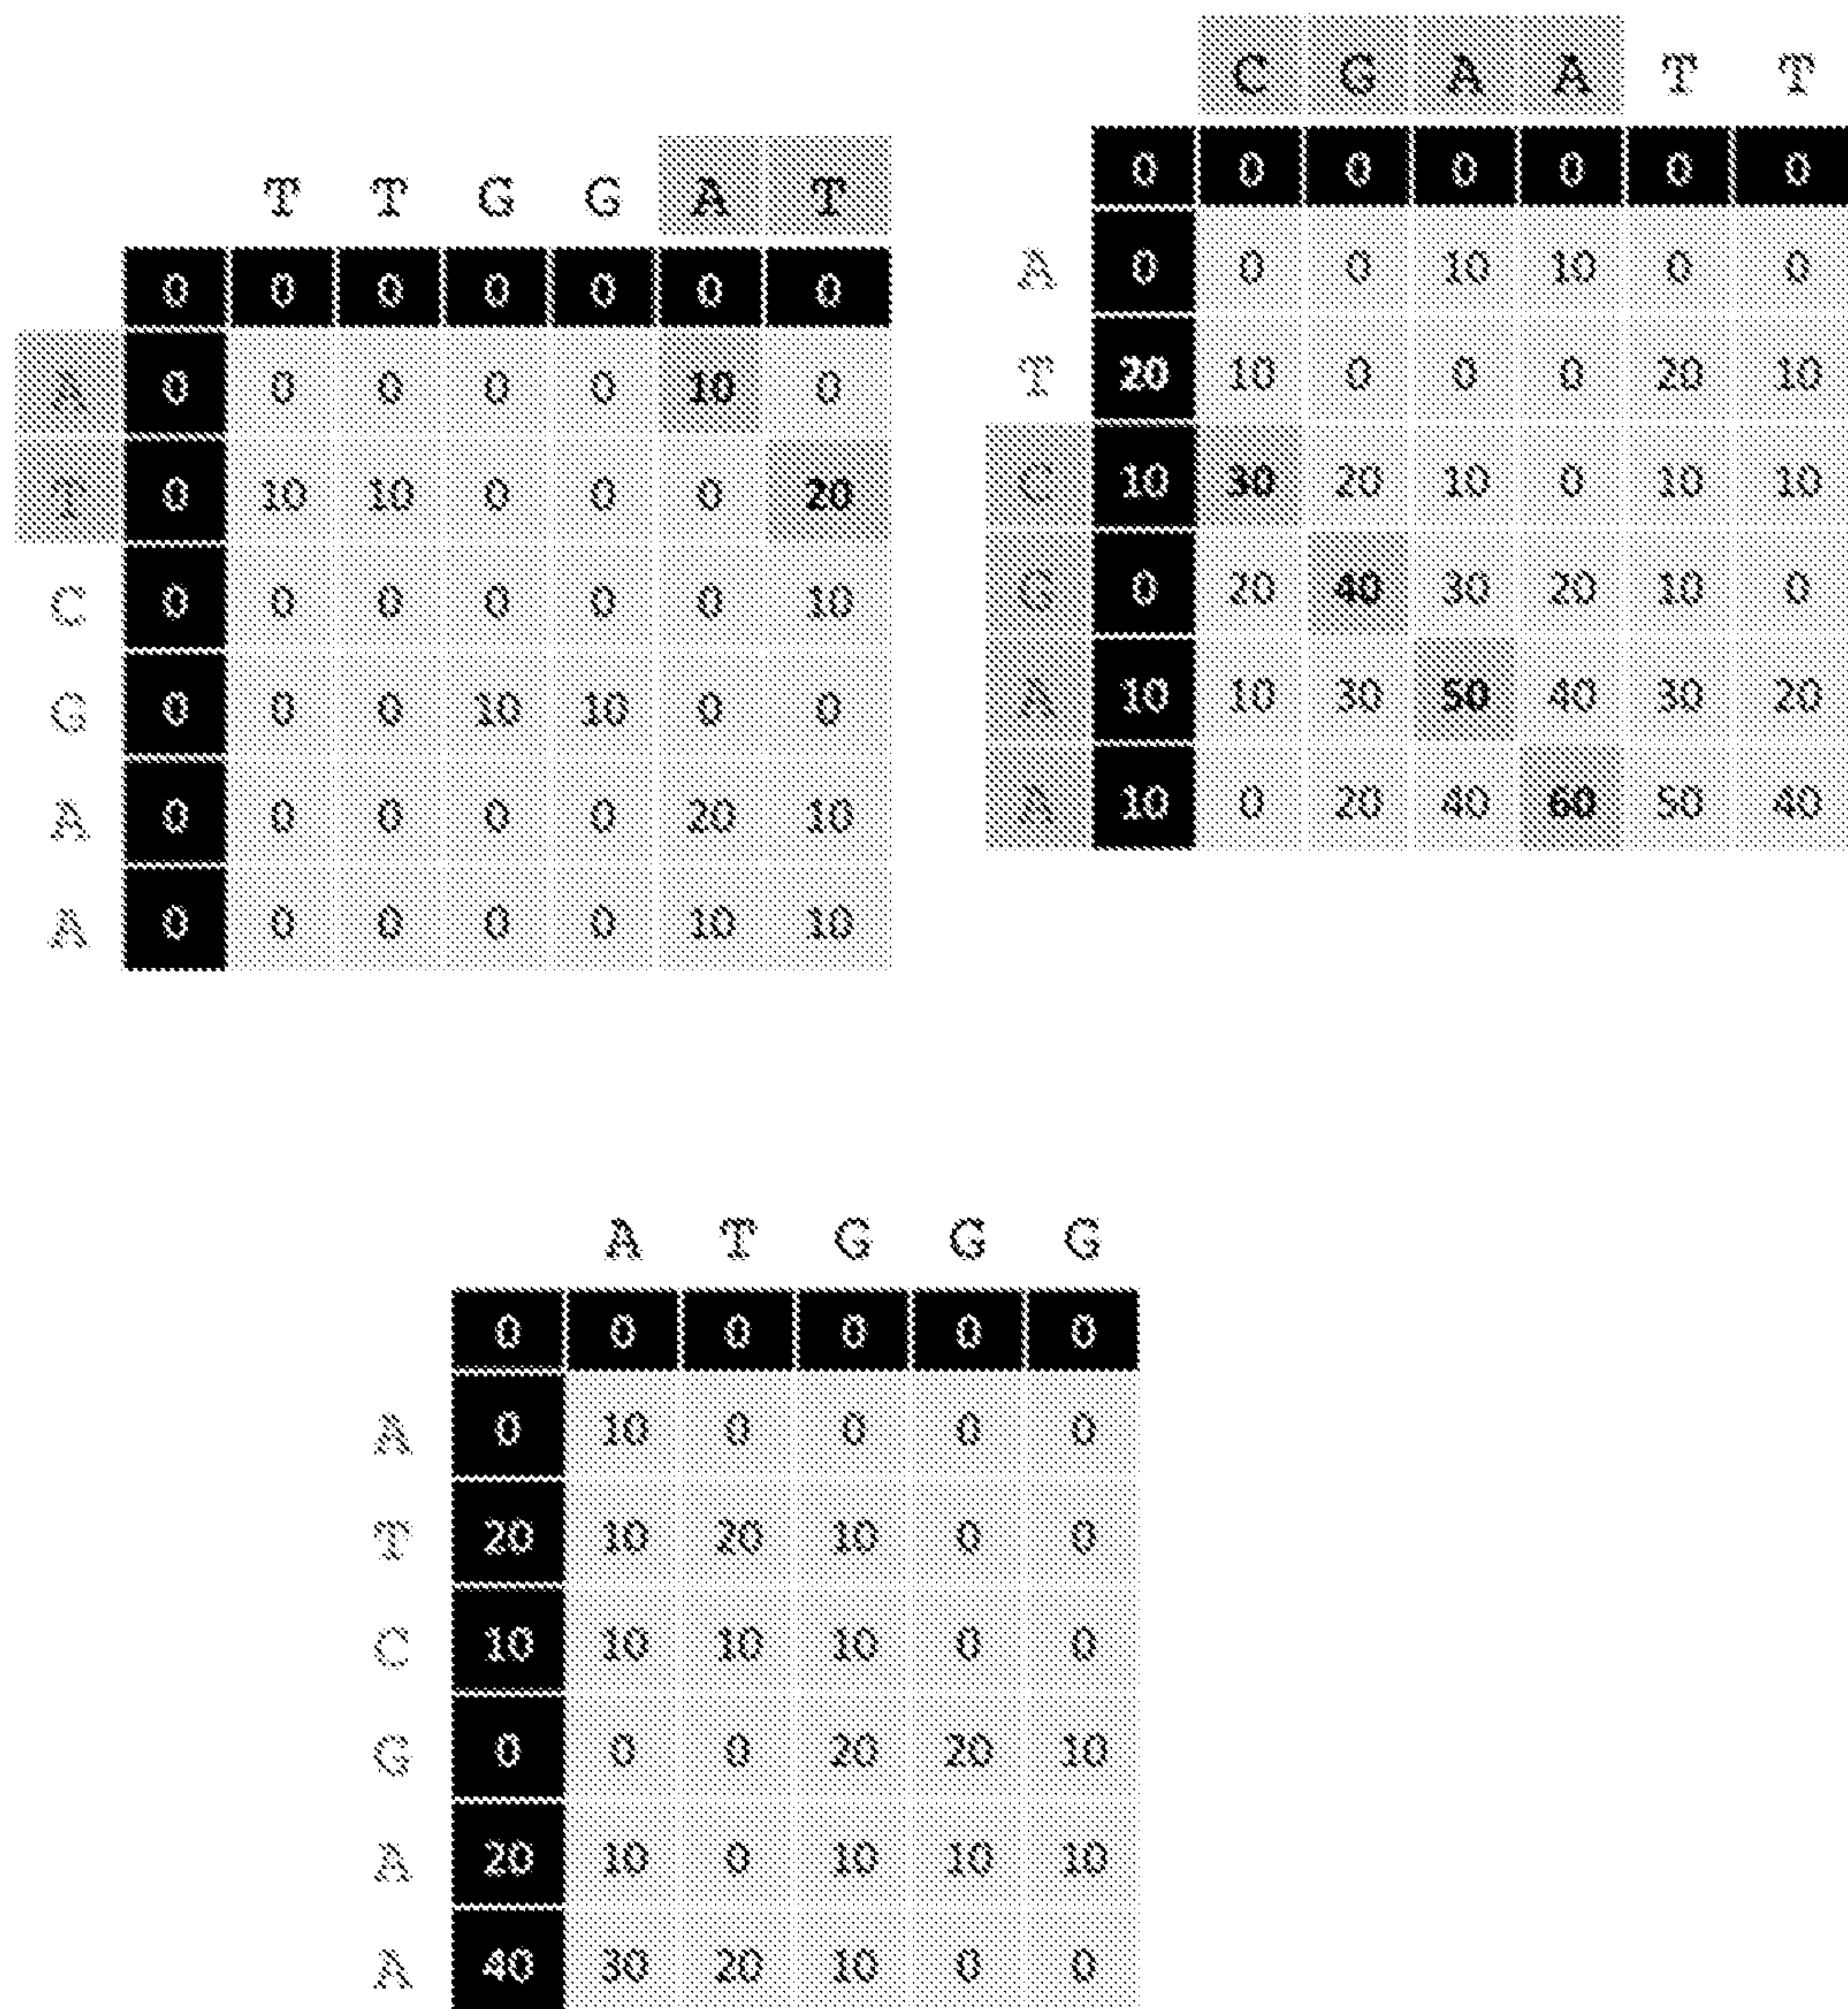 T T G G A T
0 0 0 0 0 0 0
A 0 0 0 0 0 10 0
T 0 10 10 0 0 0 20
C 0 0 0 0 0 0 10
G 0 0 0 10 10 0 0
A 0 0 0 0 0 20 10
A 0 0 0 0 0 10 10
C G A A T T
0 0 0 0 0 0 0
A 0 0 0 10 10 0 0
T 20 10 0 0 0 20 10
C 10 30 20 10 0 10 10
G 0 20 40 30 20 10 0
A 10 10 30 50 40 30 20
A 10 0 20 40 60 50 40
A T G G G
0 0 0 0 0 0
A 0 10 0 0 0 0
T 20 10 20 10 0 0
C 10 10 10 10 0 0
G 0 0 0 20 20 10
A 20 10 0 10 10 10
A 40 30 20 10 0 0